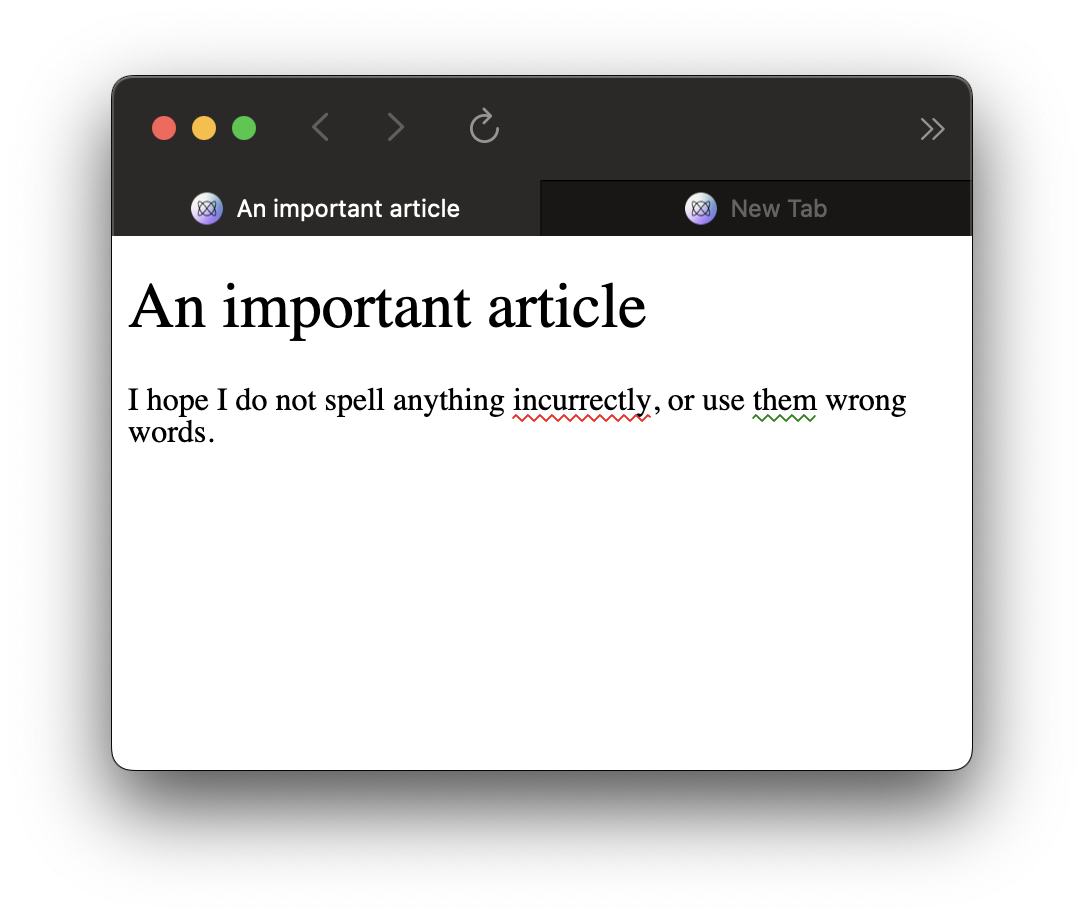 An important article
New Tab
An important article
I hope I do not spell anything incurrectly, or use them wrong
words.